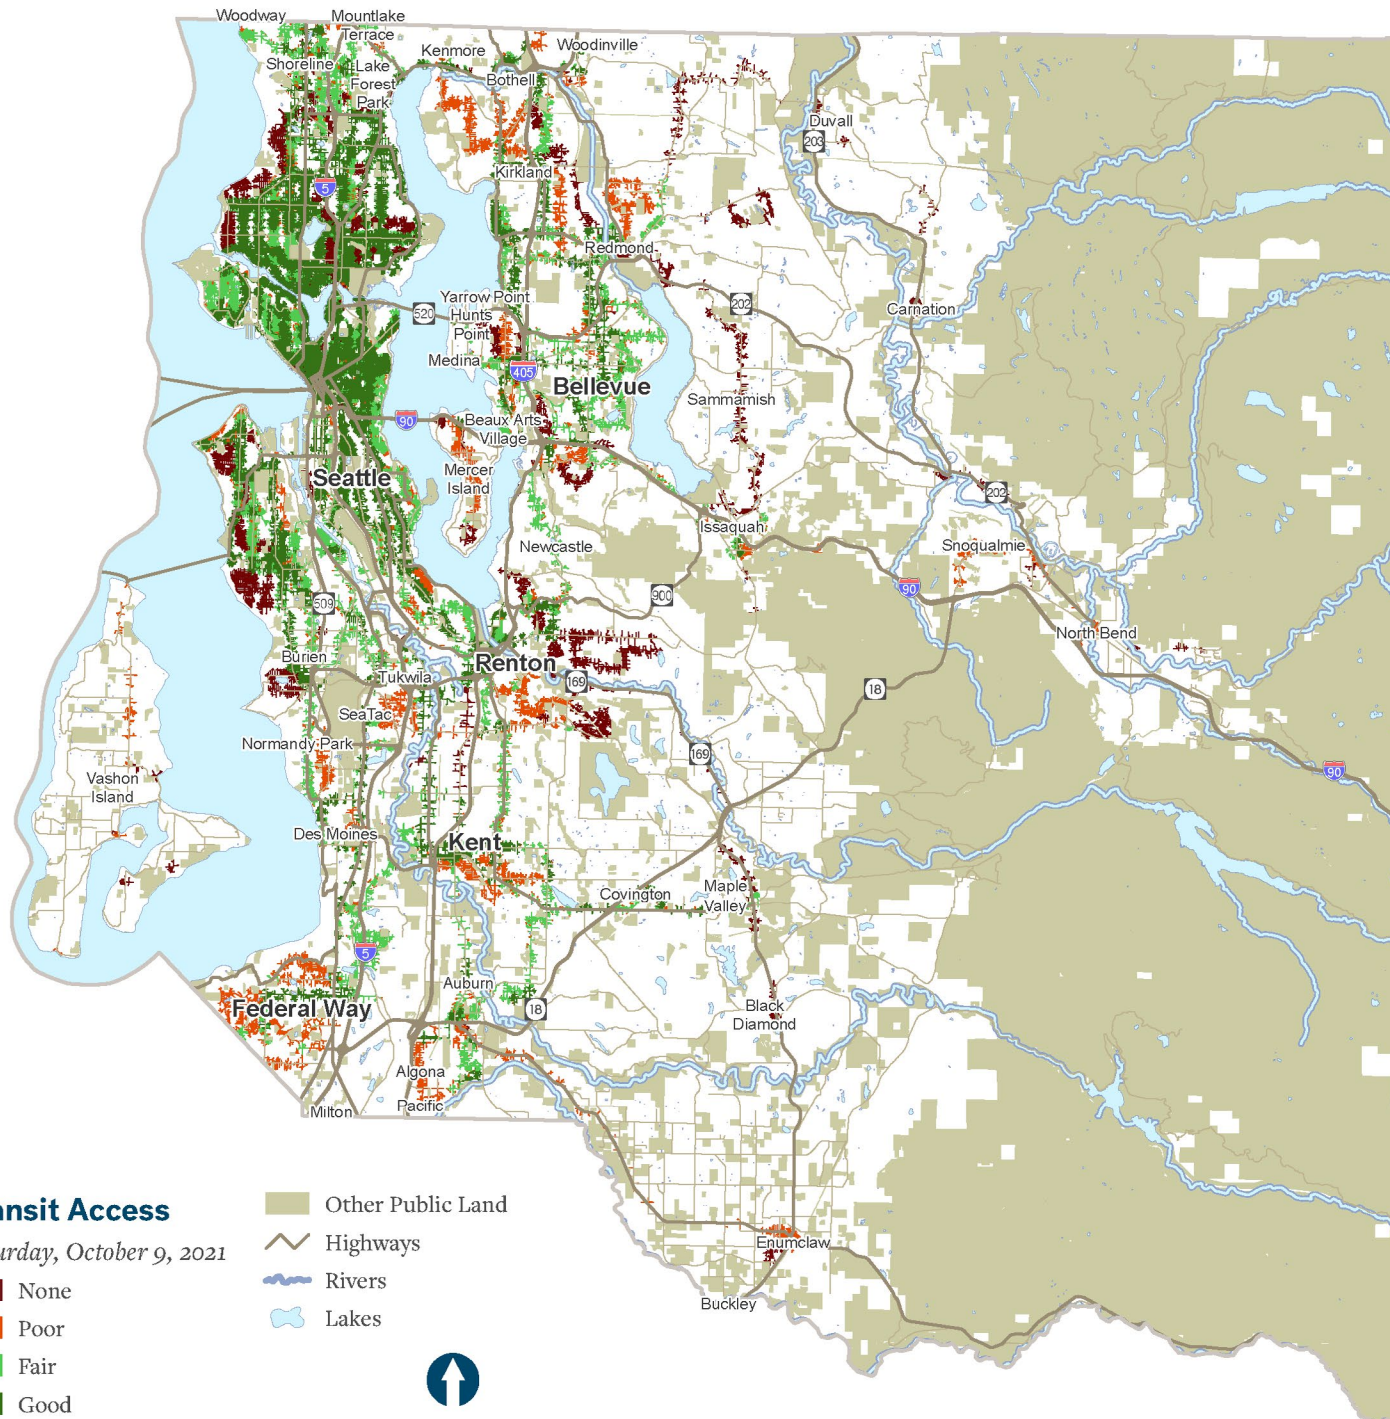 Woodway
Mountlake
Terrace
Shoreline
Lake
Forest
Park
Kenmore
Bothell
Woodinville
Duvall
203
5
Kirkland
Redmond
Yarrow Point
Hunts
Point
520
202
Carnation
Medina
405
Bellevue
90
Beaux Arts
Village
Sammamish
Seattle
Mercer
Island
202
Issaquah
Newcastle
Snoqualmie
90
900
509
North Bend
Burien
Renton
Tukwila
169
18
SeaTac
Normandy Park
169
90
Vashon
Island
Des Moines
Kent
Covington
Maple
Valley
5
Auburn
Federal Way
18
Black
Diamond
Algona
Pacific
Milton
Enumclaw
Buckley
ansit Access
urday, October 9, 2021
None
Poor
Fair
Good
Other Public Land
Highways
Rivers
Lakes